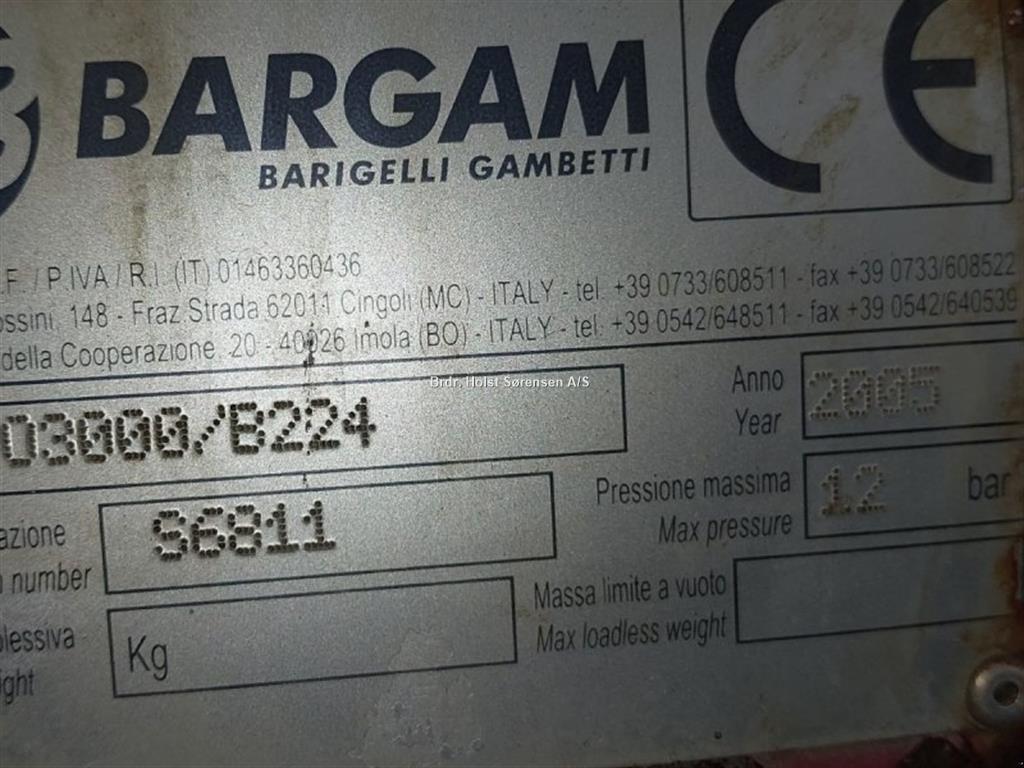 BARGAM
CE
BARIGELLI GAMBETTI
F. / P.IVA / R.I. (IT) 01463360436
ossini, 148 - Fraz Strada 62011 Cingoli (MC) - ITALY - tel. +39 0733/608511 - fax +39 0733/608522
della Cooperazione, 20 - 40026 Imola (BO) - ITALY - tel. +39 0542/648511 - fax +39 0542/640539
Brdr. Holst Sørensen A/S
03000/B224
Anno
Year
2005
azione
number
S6811
Pressione massima
Max pressure
12 bar
plessiva
ight
Kg
Massa limite a vuoto
Max loadless weight